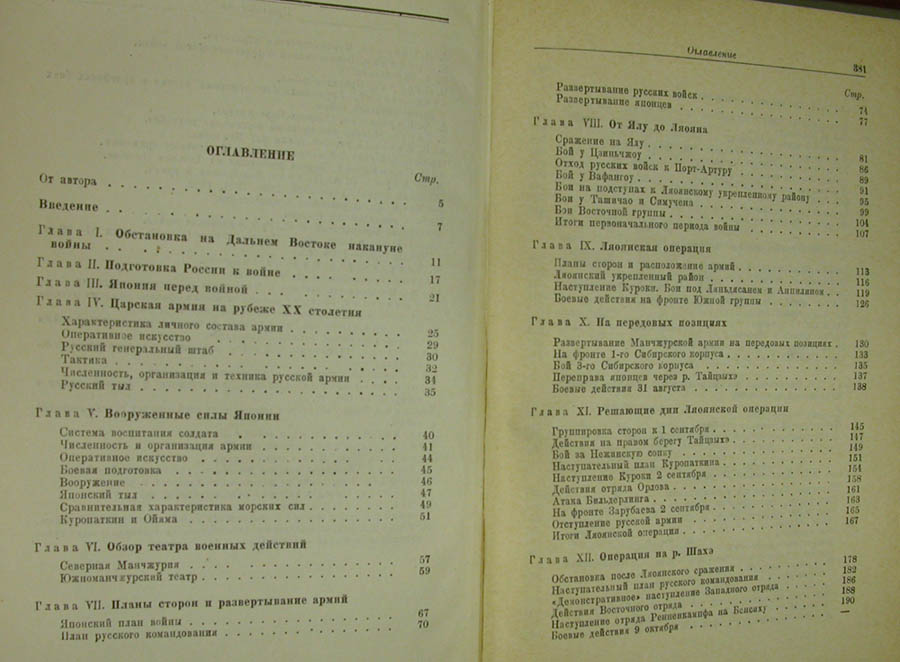 ОГЛАВЛЕНИЕ
Стр.
От автора . . . . . . . . . . 5
Введение . . . . . . . . . . 7
Глава I. Обстановка на Дальнем Востоке накануне
войны . . . . . . . . . . 11
Глава II. Подготовка России к войне . . . . . . 17
Глава III. Япония перед войной . . . . . . 21
Глава IV. Царская армия на рубеже XX столетия
Характеристика личного состава армии . . . . . . 25
Оперативное искусство . . . . . . 29
Русский генеральный штаб . . . . . . 30
Тактика . . . . . . 32
Численность, организация и техника русской армии . . . . 34
Русский тыл . . . . . . 35
Глава V. Вооруженные силы Японии
Система воспитания солдата . . . . . . 40
Численность и организация армии . . . . . . 41
Оперативное искусство . . . . . . 44
Боевая подготовка . . . . . . 45
Вооружение . . . . . . 46
Японский тыл . . . . . . 47
Сравнительная характеристика морских сил . . . . . . 49
Куропаткин и Ойяма . . . . . . 51
Глава VI. Обзор театра военных действий
Северная Манчжурия . . . . . . 57
Южноманчжурский театр . . . . . . 59
Глава VII. Планы сторон и развертывание армий
Японский план войны . . . . . . 67
План русского командования . . . . . . 70
Оглавление 381
Стр.
Развертывание русских войск . . . . . . 74
Развертывание японцев . . . . . . 77
Глава VIII. От Ялу до Ляояна
Сражение на Ялу . . . . . . 81
Бой у Цзиньчжоу . . . . . . 86
Отход русских войск к Порт-Артуру . . . . . . 89
Бой у Вафангоу . . . . . . 91
Бои на подступах к Ляоянскому укрепленному району . . . 95
Бои у Ташичао и Симучена . . . . . . 99
Бои Восточной группы . . . . . . 104
Итоги первоначального периода войны . . . . . . 107
Глава IX. Ляоянская операция
Планы сторон и расположение армий . . . . . . 113
Ляоянский укрепленный район . . . . . . 116
Наступление Куроки. Бои под Ляньдясаном и Анпилином . . 119
Боевые действия на фронте Южной группы . . . . . . 126
Глава X. На передовых позициях
Развертывание Манчжурской армии на передовых позициях . 130
На фронте 1-го Сибирского корпуса . . . . . . 133
Бой 3-го Сибирского корпуса . . . . . . 135
Переправа японцев через р. Тайцзыхэ . . . . . . 137
Боевые действия 31 августа . . . . . . 138
Глава XI. Решающие дни Ляоянской операции
Группировка сторон к 1 сентября . . . . . . 145
Действия на правом берегу Тайцзыхэ . . . . . . 147
Бой за Нежинскую сопку . . . . . . 149
Наступательный план Куропаткина . . . . . . 151
Наступление Куроки 2 сентября . . . . . . 154
Действия отряда Орлова . . . . . . 158
Атака Бильдерлинга . . . . . . 161
На фронте Зарубаева 2 сентября . . . . . . 163
Отступление русской армии . . . . . . 165
Итоги Ляоянской операции . . . . . . 167
Глава XII. Операция на р. Шахэ
Обстановка после Ляоянского сражения . . . . . . 178
Наступательный план русского командования . . . . . . 182
«Демонстративное» наступление Западного отряда . . . . 186
Действия Восточного отряда . . . . . . 188
Наступление отряда Ренненкампфа на Бенсиху . . . . . . 190
Боевые действия 9 октября . . . . . . —